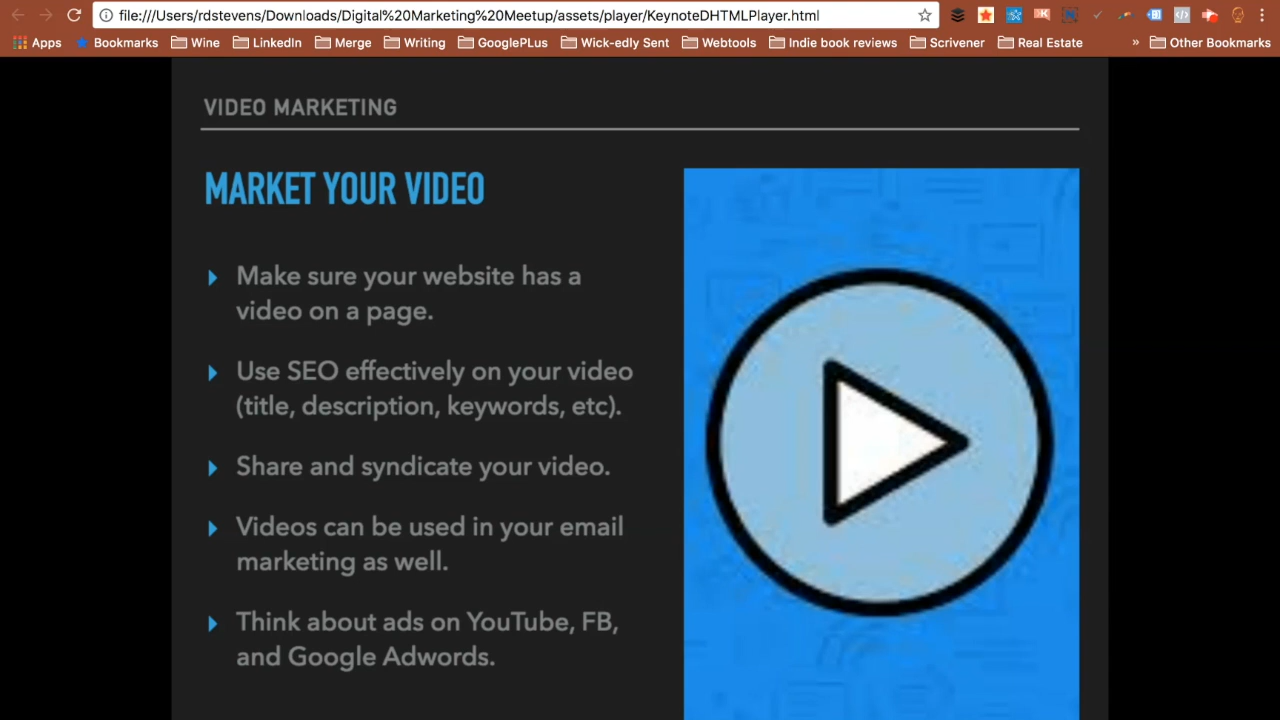 file:///Users/rdstevens/Downloads/Digital%20Marketing%20Meetup/assets/player/KeynoteDHTMLPlayer.html
Apps Bookmarks Wine LinkedIn Merge Writing GooglePLus Wick-edly Sent Webtools Indie book reviews Scrivener Real Estate » Other Bookmarks
VIDEO MARKETING
MARKET YOUR VIDEO
Make sure your website has a
video on a page.
Use SEO effectively on your video
(title, description, keywords, etc).
Share and syndicate your video.
Videos can be used in your email
marketing as well.
Think about ads on YouTube, FB,
and Google Adwords.